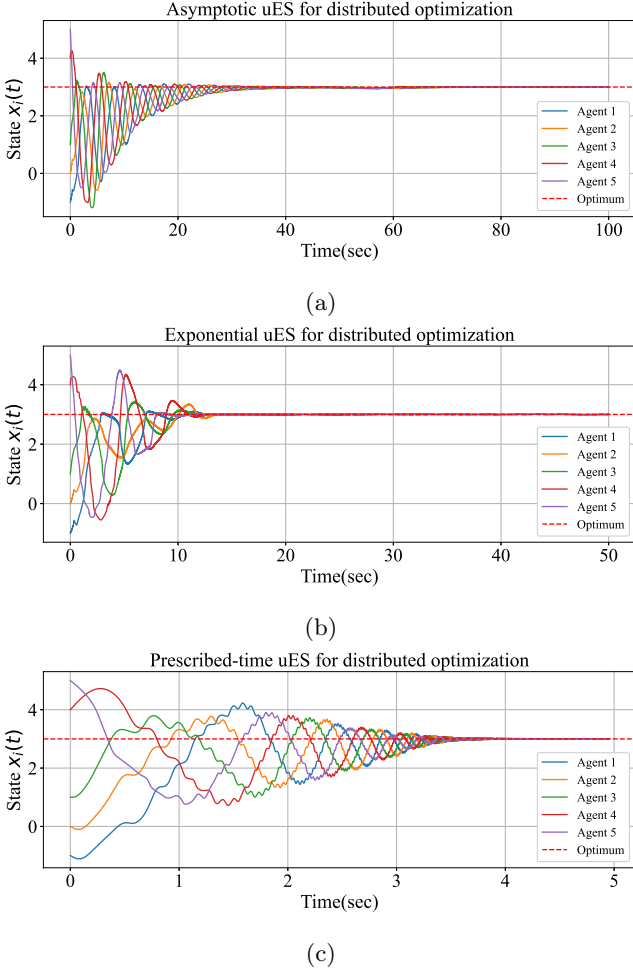 Asymptotic uES for distributed optimization
State x_i(t)
4
2
0
Agent 1
Agent 2
Agent 3
Agent 4
Agent 5
Optimum
0 20 40 60 80 100
Time(sec)
(a)
Exponential uES for distributed optimization
State x_i(t)
4
2
0
Agent 1
Agent 2
Agent 3
Agent 4
Agent 5
Optimum
0 10 20 30 40 50
Time(sec)
(b)
Prescribed-time uES for distributed optimization
State x_i(t)
4
2
0
Agent 1
Agent 2
Agent 3
Agent 4
Agent 5
Optimum
0 1 2 3 4 5
Time(sec)
(c)